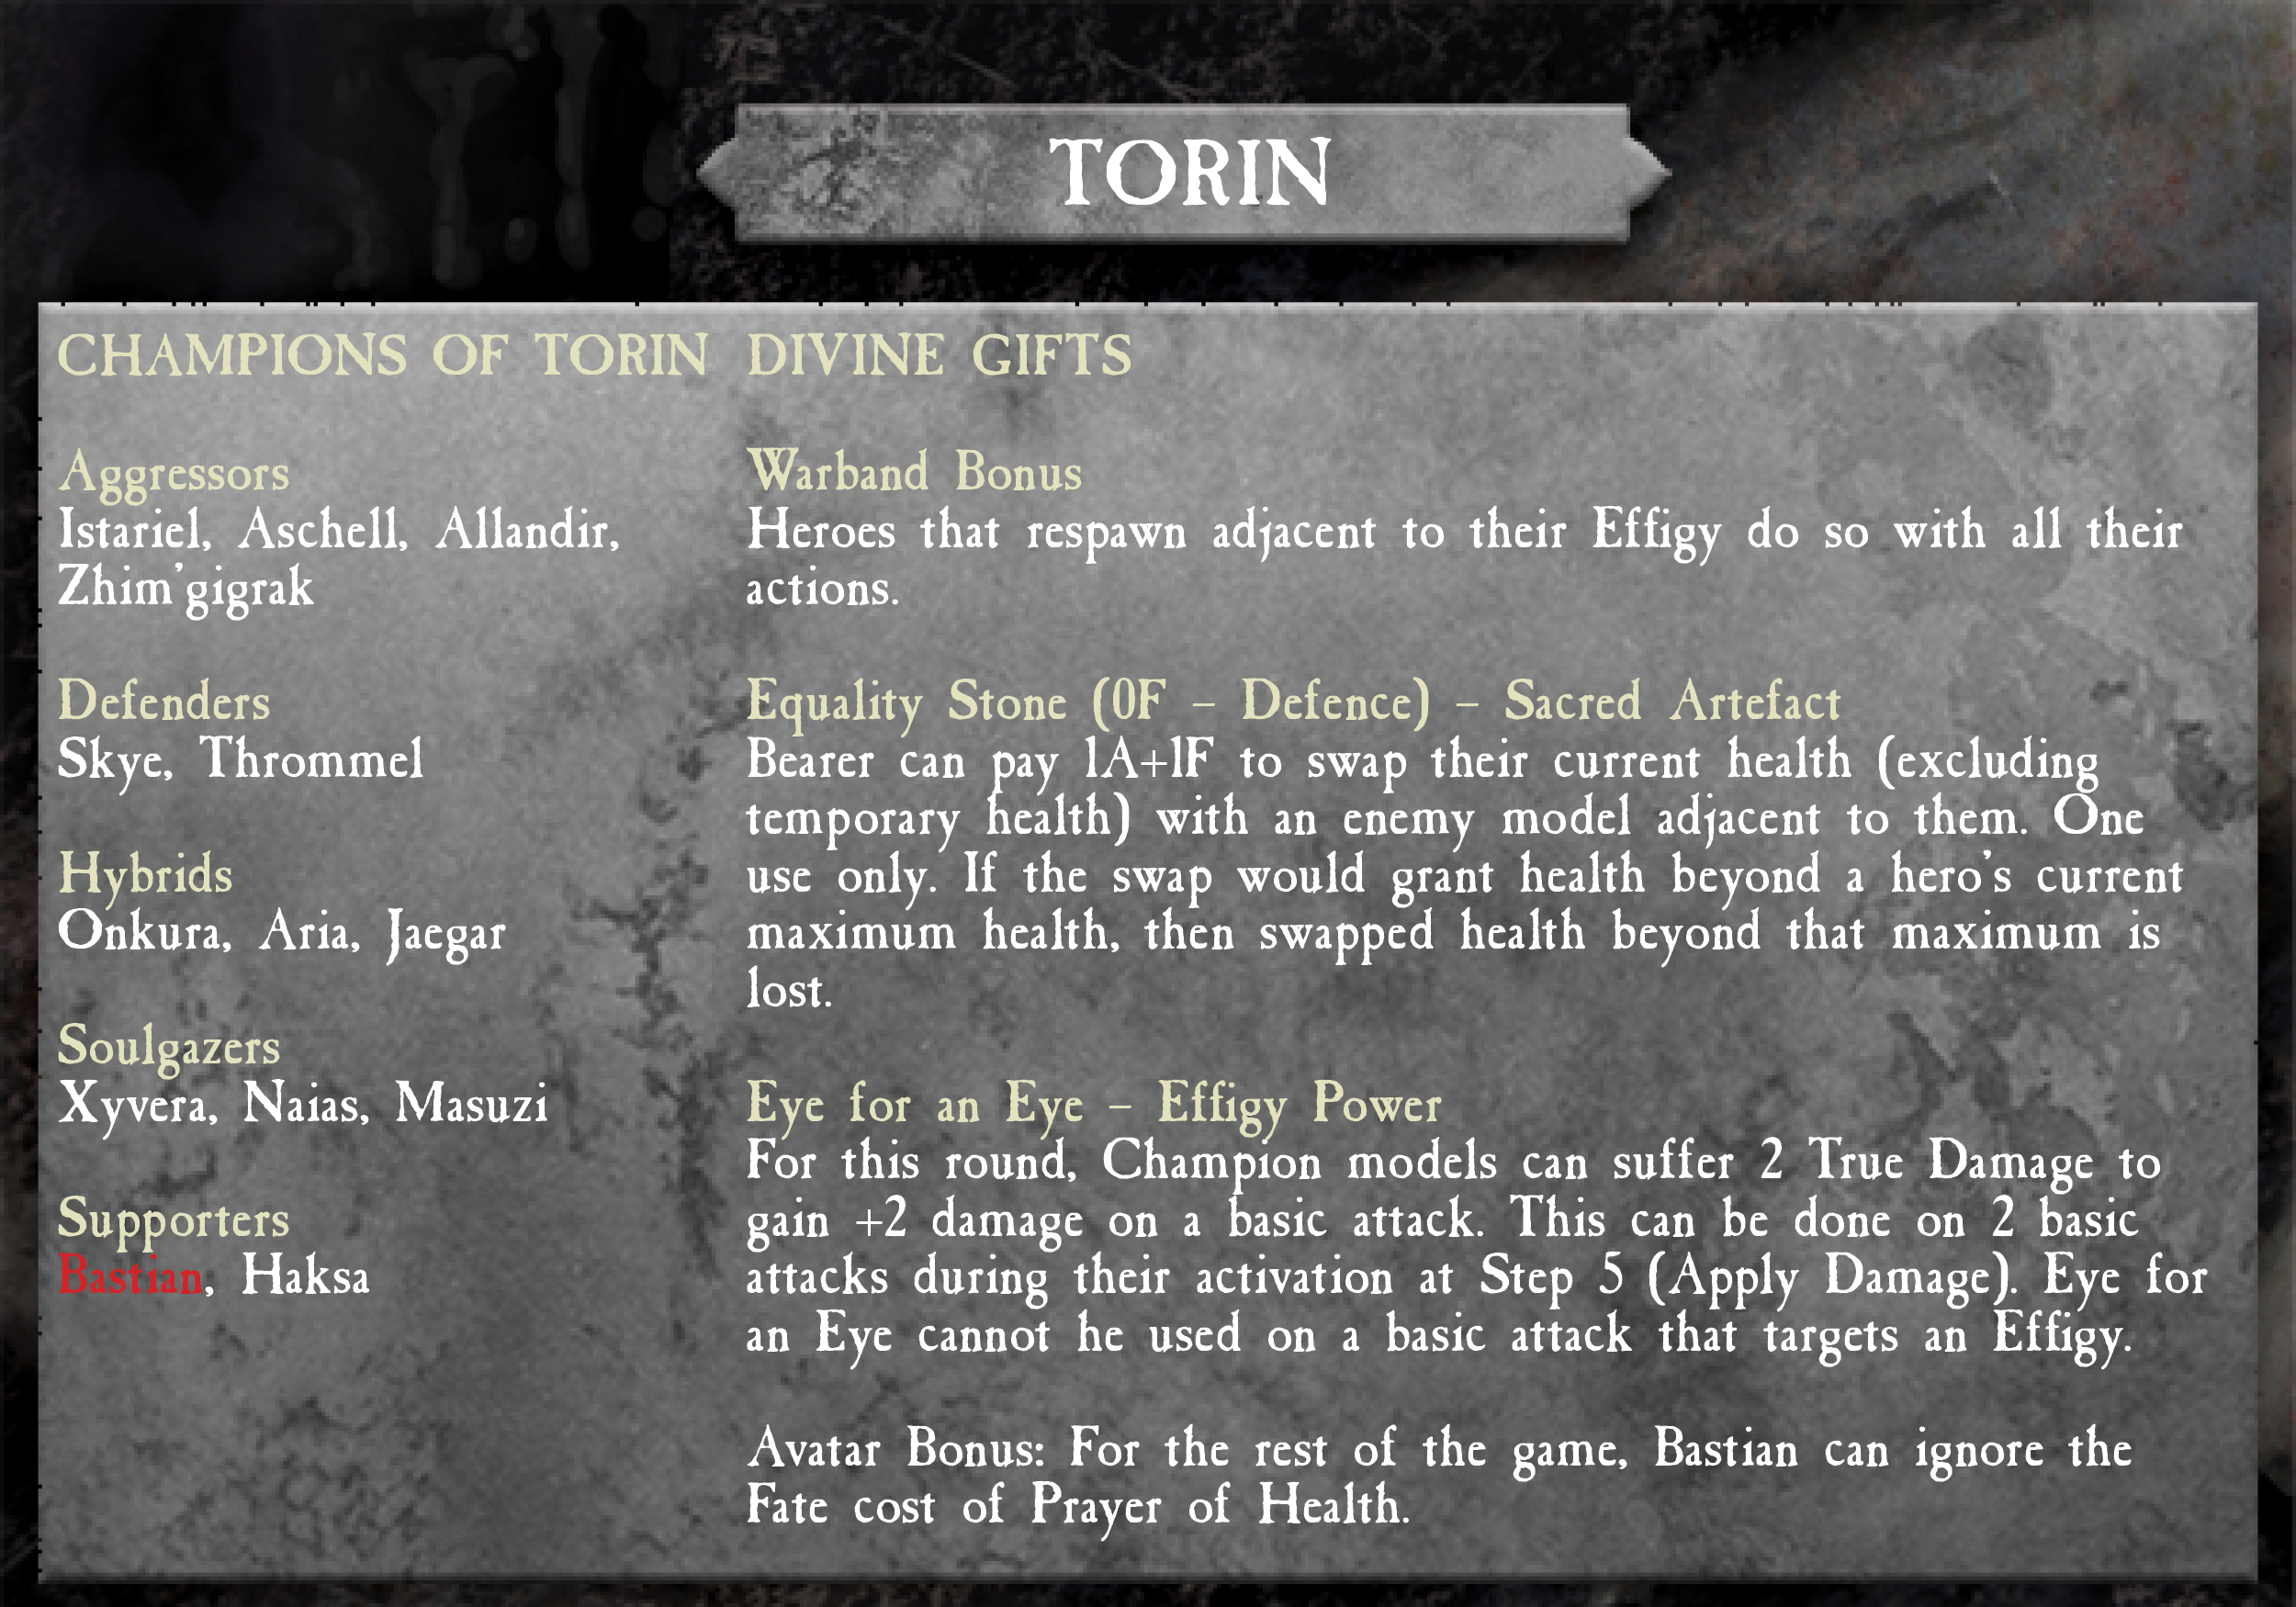 TORIN
CHAMPIONS OF TORIN
Aggressors
Istariel, Aschell, Allandir,
Zhim'gigrak
Defenders
Skye, Thrommel
Hybrids
Onkura, Aria, Jaegar
Soulgazers
Xyvera, Naias, Masuzi
Supporters
Bastian, Haksa
DIVINE GIFTS
Warband Bonus
Heroes that respawn adjacent to their Effigy do so with all their
actions.
Equality Stone (0F – Defence) – Sacred Artefact
Bearer can pay 1A+1F to swap their current health (excluding
temporary health) with an enemy model adjacent to them. One
use only. If the swap would grant health beyond a hero's current
maximum health, then swapped health beyond that maximum is
lost.
Eye for an Eye – Effigy Power
For this round, Champion models can suffer 2 True Damage to
gain +2 damage on a basic attack. This can be done on 2 basic
attacks during their activation at Step 5 (Apply Damage). Eye for
an Eye cannot he used on a basic attack that targets an Effigy.
Avatar Bonus: For the rest of the game, Bastian can ignore the
Fate cost of Prayer of Health.